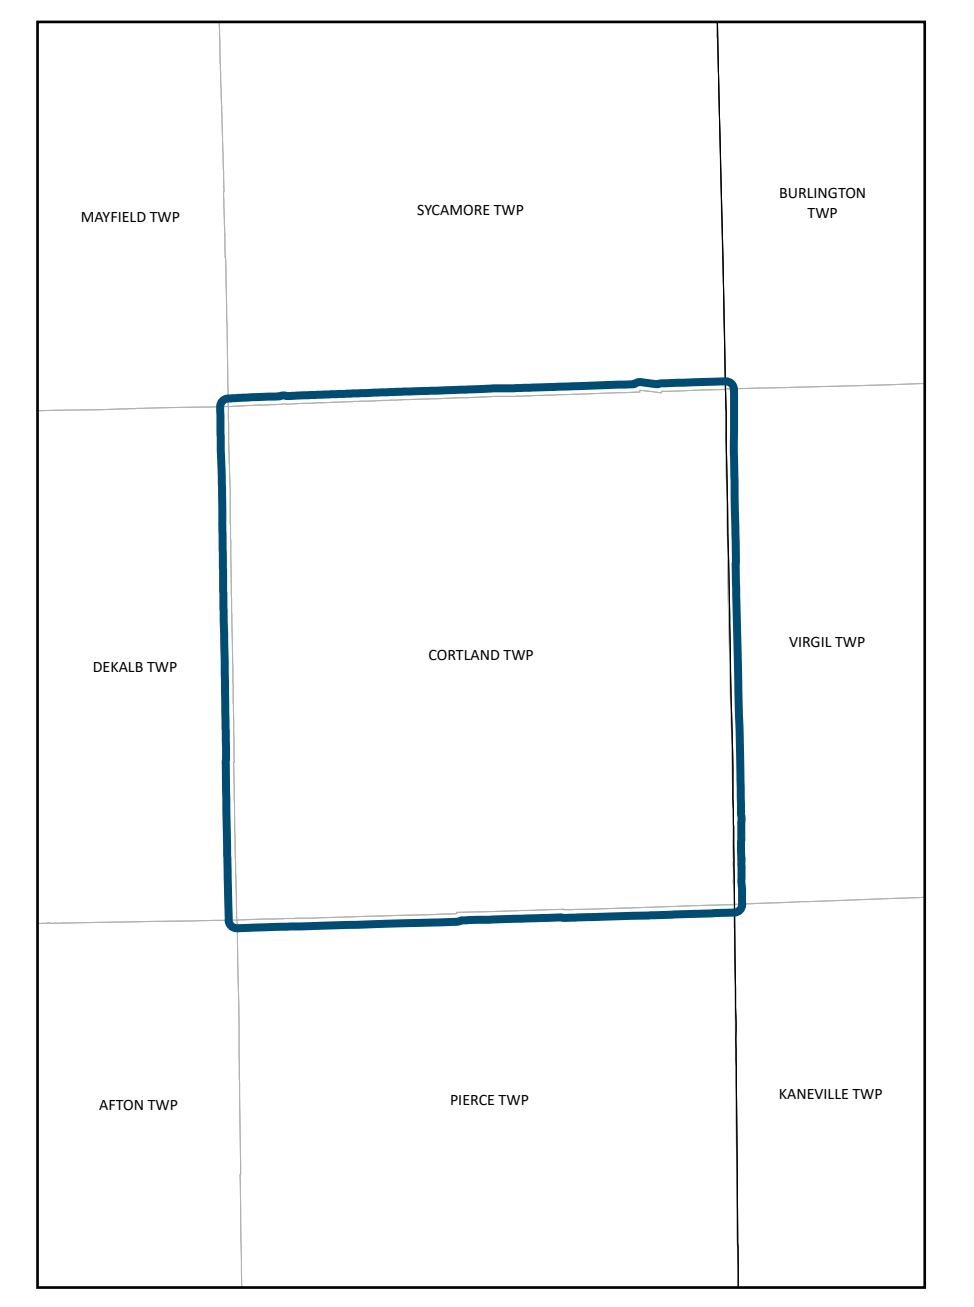 MAYFIELD TWP
SYCAMORE TWP
BURLINGTON
TWP
DEKALB TWP
CORTLAND TWP
VIRGIL TWP
AFTON TWP
PIERCE TWP
KANEVILLE TWP